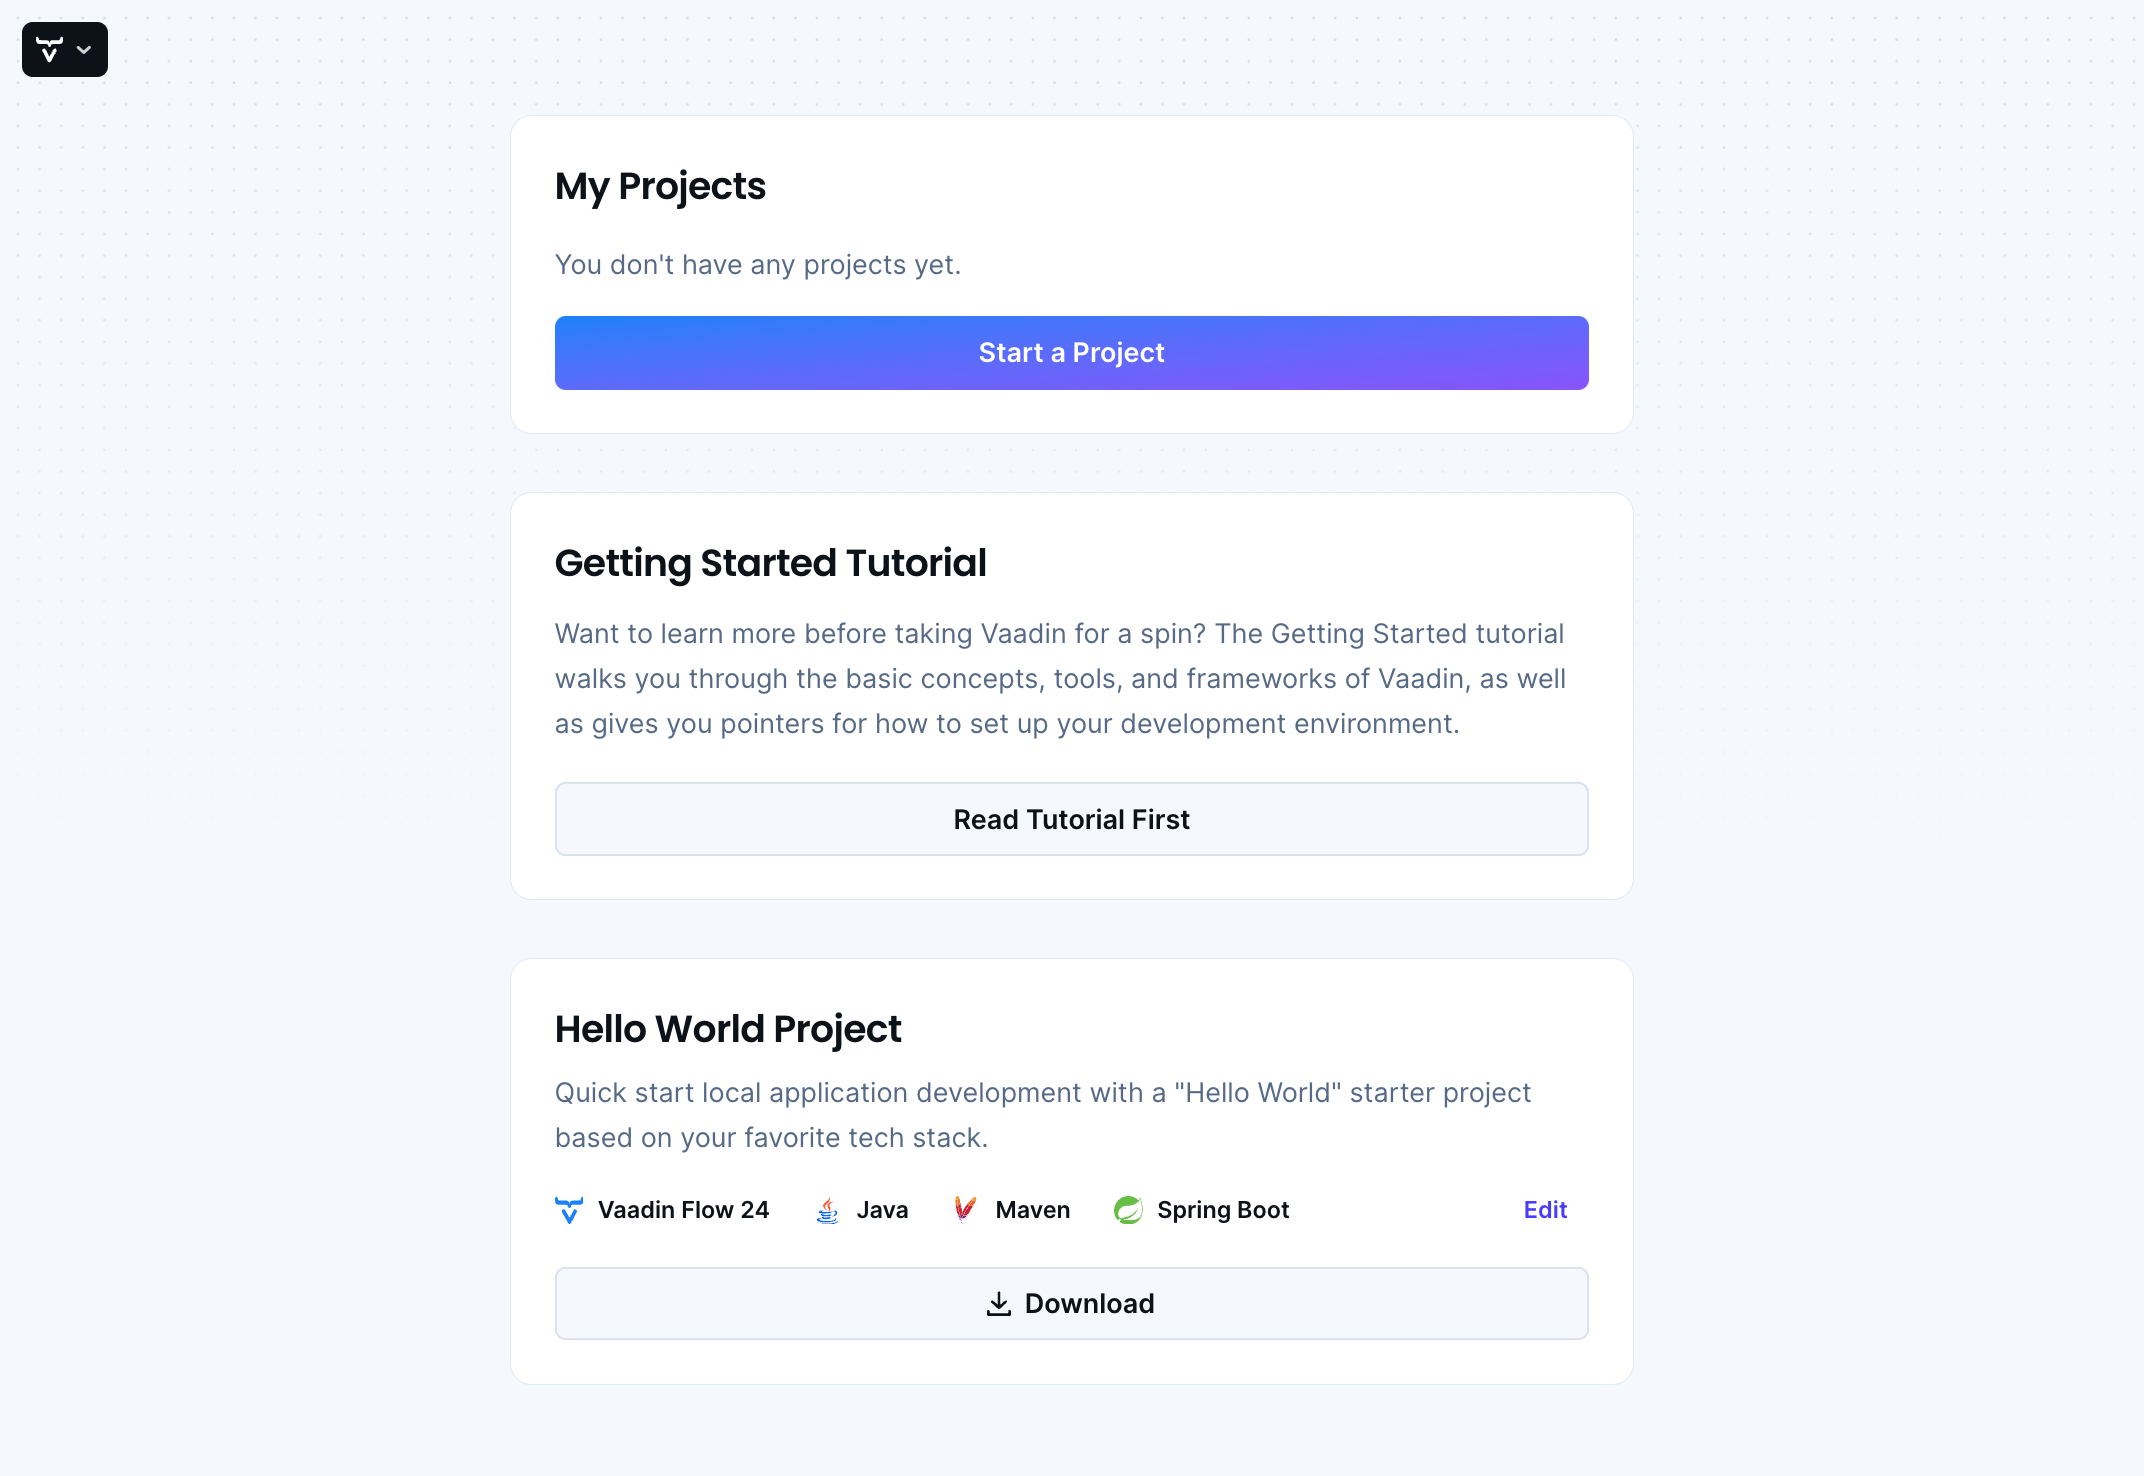 My Projects
You don't have any projects yet.
Start a Project
Getting Started Tutorial
Want to learn more before taking Vaadin for a spin? The Getting Started tutorial
walks you through the basic concepts, tools, and frameworks of Vaadin, as well
as gives you pointers for how to set up your development environment.
Read Tutorial First
Hello World Project
Quick start local application development with a "Hello World" starter project
based on your favorite tech stack.
Vaadin Flow 24 Java Maven Spring Boot Edit
Download